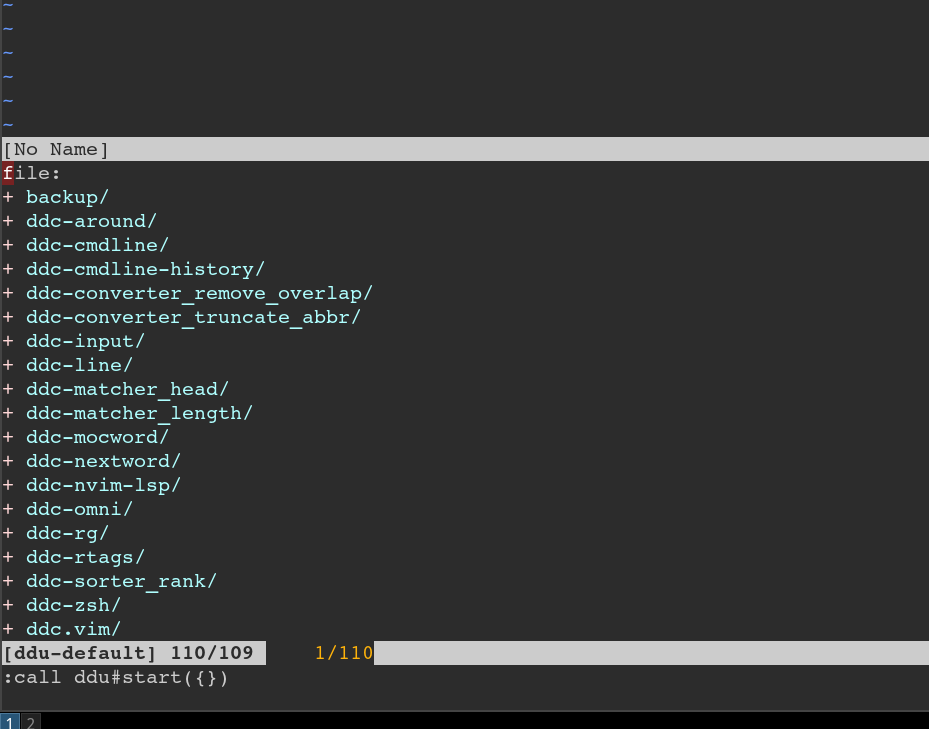 ~
~
~
~
~
~
[No Name]
file:
+ backup/
+ ddc-around/
+ ddc-cmdline/
+ ddc-cmdline-history/
+ ddc-converter_remove_overlap/
+ ddc-converter_truncate_abbr/
+ ddc-input/
+ ddc-line/
+ ddc-matcher_head/
+ ddc-matcher_length/
+ ddc-mocword/
+ ddc-nextword/
+ ddc-nvim-lsp/
+ ddc-omni/
+ ddc-rg/
+ ddc-rtags/
+ ddc-sorter_rank/
+ ddc-zsh/
+ ddc.vim/
[ddu-default] 110/109 1/110
:call ddu#start({})
1 2